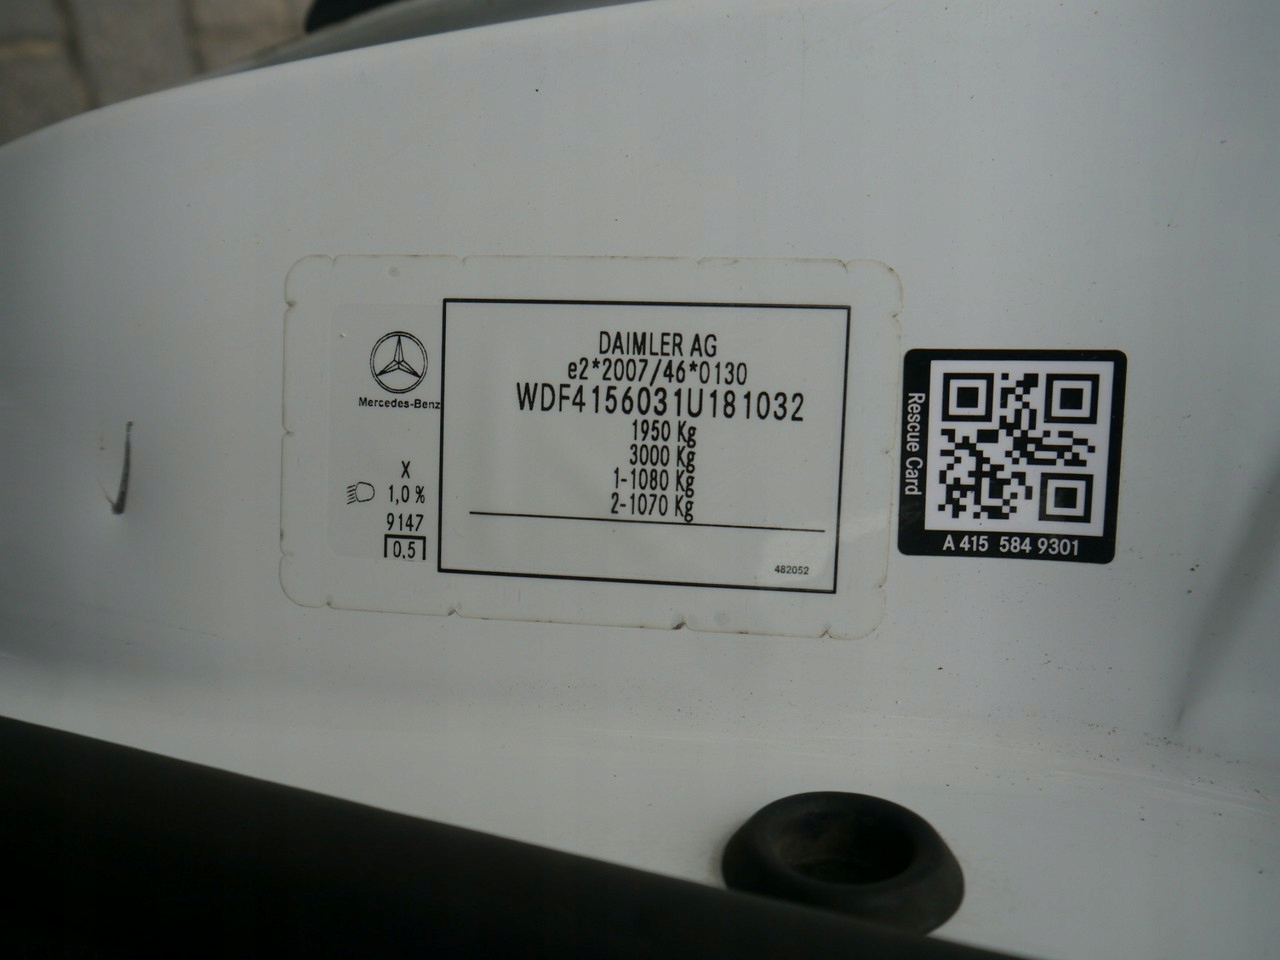 DAIMLER AG
e2*2007/46*0130
WDF4156031U181032
1950 Kg
3000 Kg
1-1080 Kg
2-1070 Kg
482052
Mercedes-Benz
X
1,0 %
9147
0.5
Rescue Card
A 415 584 9301